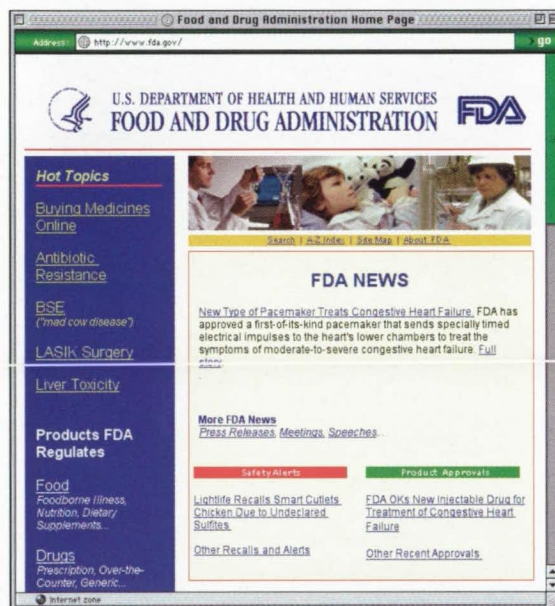 Food and Drug Administration Home Page
Address: http://www.fda.gov/ go
U.S. DEPARTMENT OF HEALTH AND HUMAN SERVICES
FOOD AND DRUG ADMINISTRATION
FDA
Hot Topics
Buying Medicines
Online
Antibiotic
Resistance
BSE
("mad cow disease")
LASIK Surgery
Liver Toxicity
Products FDA
Regulates
Food
Foodborne Illness,
Nutrition, Dietary
Supplements...
Drugs
Prescription, Over-the-
Counter, Generic...
Search | A-Z Index | Site Map | About FDA
FDA NEWS
New Type of Pacemaker Treats Congestive Heart Failure. FDA has
approved a first-of-its-kind pacemaker that sends specially timed
electrical impulses to the heart's lower chambers to treat the
symptoms of moderate-to-severe congestive heart failure. Full
story.
More FDA News
Press Releases, Meetings, Speeches...
Safety Alerts
Lightlife Recalls Smart Cutlets
Chicken Due to Undeclared
Sulfites
Other Recalls and Alerts
Product Approvals
FDA OKs New Injectable Drug for
Treatment of Congestive Heart
Failure
Other Recent Approvals
Internet zone